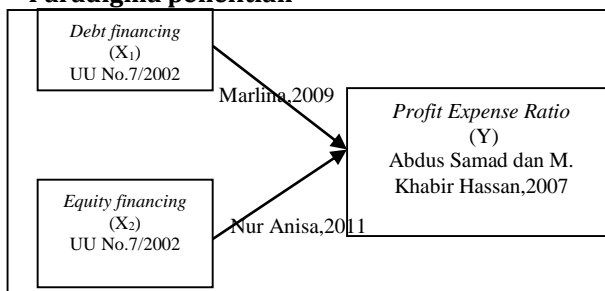 Paradigma penelitian
Debt financing
(X₁)
UU No.7/2002
Marlina,2009
Profit Expense Ratio
(Y)
Abdus Samad dan M.
Khabir Hassan,2007
Equity financing
(X₂)
UU No.7/2002
Nur Anisa,2011